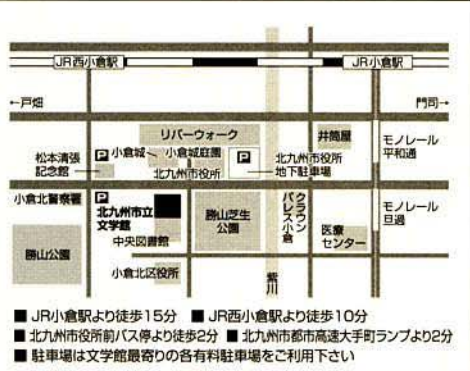 JR西小倉駅
JR小倉駅
←戸畑
門司→
リバーウォーク
井筒屋
モノレール
平和通
松本清張
記念館
P
小倉城
小倉城庭園
北九州市役所
P
北九州市役所
地下駐車場
小倉北警察署
P
北九州市立
文学館
中央図書館
勝山芝生
公園
クラウン
パレス小倉
モノレール
旦過
医療
センター
勝山公園
小倉北区役所
紫川
■ JR小倉駅より徒歩15分 ■ JR西小倉駅より徒歩10分
■ 北九州市役所前バス停より徒歩2分 ■ 北九州市都市高速大手町ランプより2分
■ 駐車場は文学館最寄りの各有料駐車場をご利用下さい